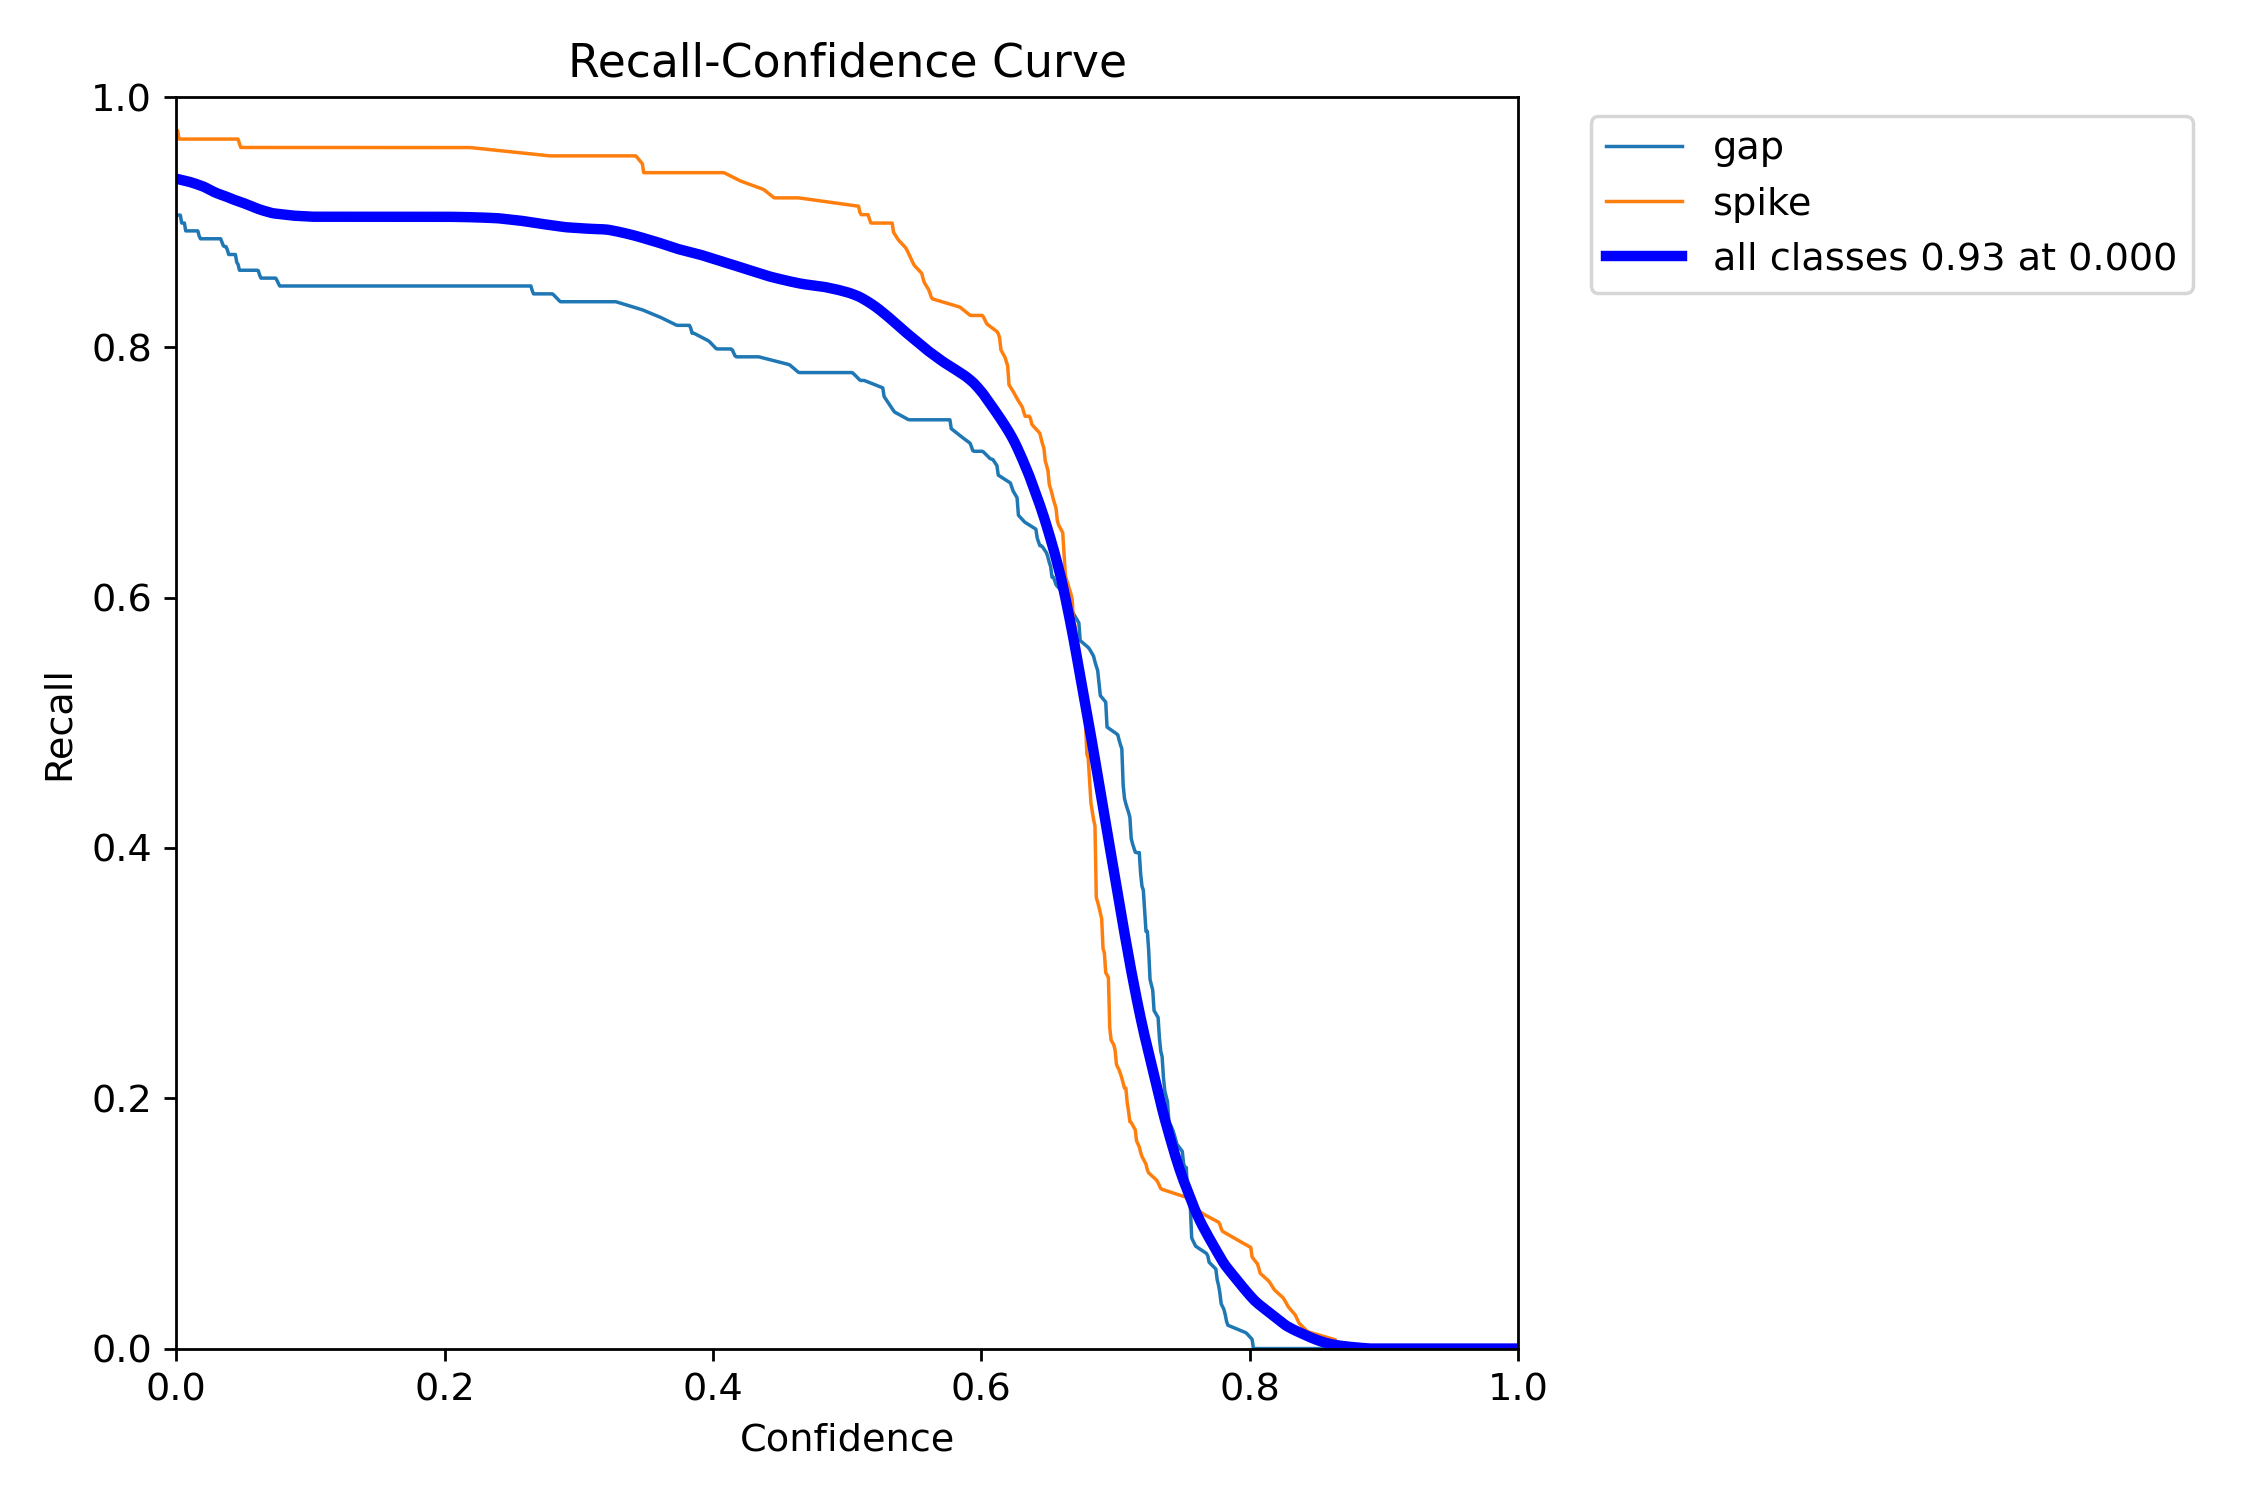 Recall-Confidence Curve
1.0
0.8
0.6
0.4
0.2
0.0
Recall
0.0 0.2 0.4 0.6 0.8 1.0
Confidence
gap
spike
all classes 0.93 at 0.000